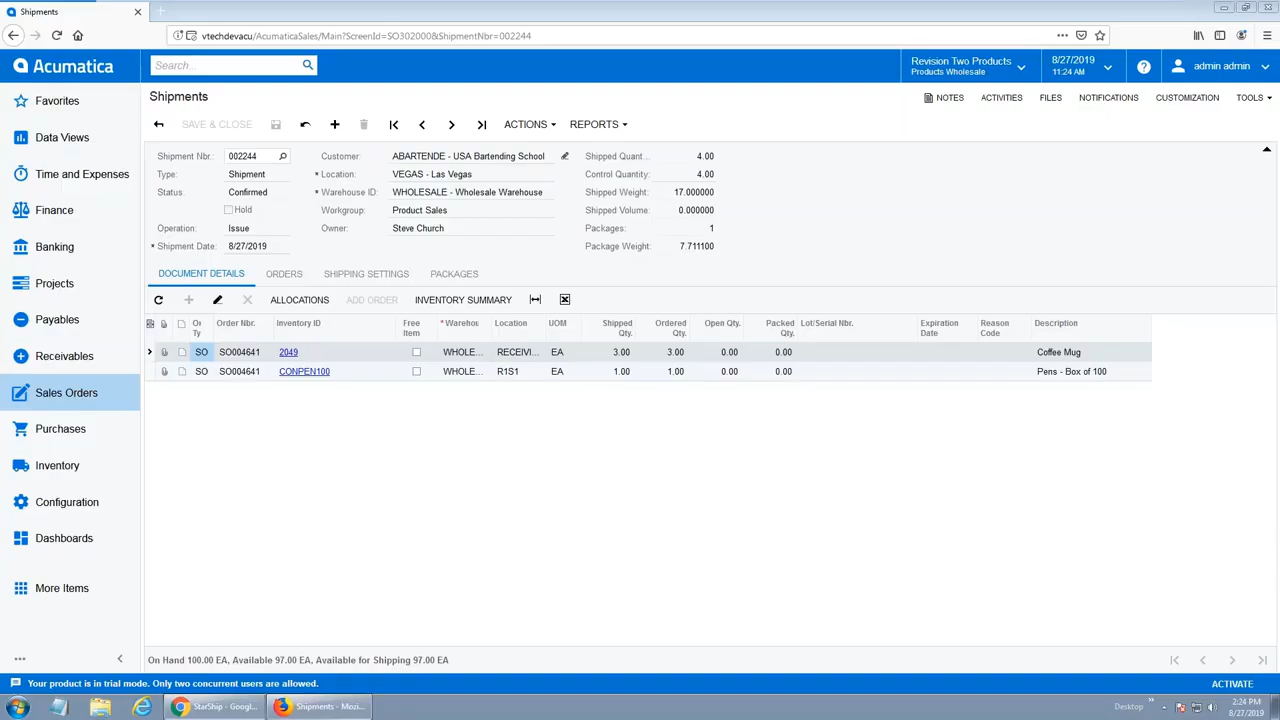 Shipments
vtechdevacu/AcumaticaSales/Main?ScreenId=SO302000&ShipmentNbr=002244
Acumatica
Search...
Revision Two Products
Products Wholesale
8/27/2019
11:24 AM
admin admin
Favorites
Data Views
Time and Expenses
Finance
Banking
Projects
Payables
Receivables
Sales Orders
Purchases
Inventory
Configuration
Dashboards
More Items
Shipments
NOTES ACTIVITIES FILES NOTIFICATIONS CUSTOMIZATION TOOLS
SAVE & CLOSE ACTIONS REPORTS
Shipment Nbr.: 002244 Customer: ABARTENDE - USA Bartending School Shipped Quant... 4.00
Type: Shipment * Location: VEGAS - Las Vegas Control Quantity: 4.00
Status: Confirmed * Warehouse ID: WHOLESALE - Wholesale Warehouse Shipped Weight: 17.000000
Hold Workgroup: Product Sales Shipped Volume: 0.000000
Operation: Issue Owner: Steve Church Packages: 1
* Shipment Date: 8/27/2019 Package Weight: 7.711100
DOCUMENT DETAILS ORDERS SHIPPING SETTINGS PACKAGES
ALLOCATIONS ADD ORDER INVENTORY SUMMARY
Or Order Nbr. Inventory ID Free * Warehou Location UOM Shipped Ordered Open Qty. Packed Lot/Serial Nbr. Expiration Reason Description
Ty Item Qty. Qty. Qty. Date Code
SO SO004641 2049 WHOLE... RECEIVI... EA 3.00 3.00 0.00 0.00 Coffee Mug
SO SO004641 CONPEN100 WHOLE... R1S1 EA 1.00 1.00 0.00 0.00 Pens - Box of 100
On Hand 100.00 EA, Available 97.00 EA, Available for Shipping 97.00 EA
Your product is in trial mode. Only two concurrent users are allowed. ACTIVATE
StarShip - Googl... Shipments - Mozi... Desktop 2:24 PM
8/27/2019